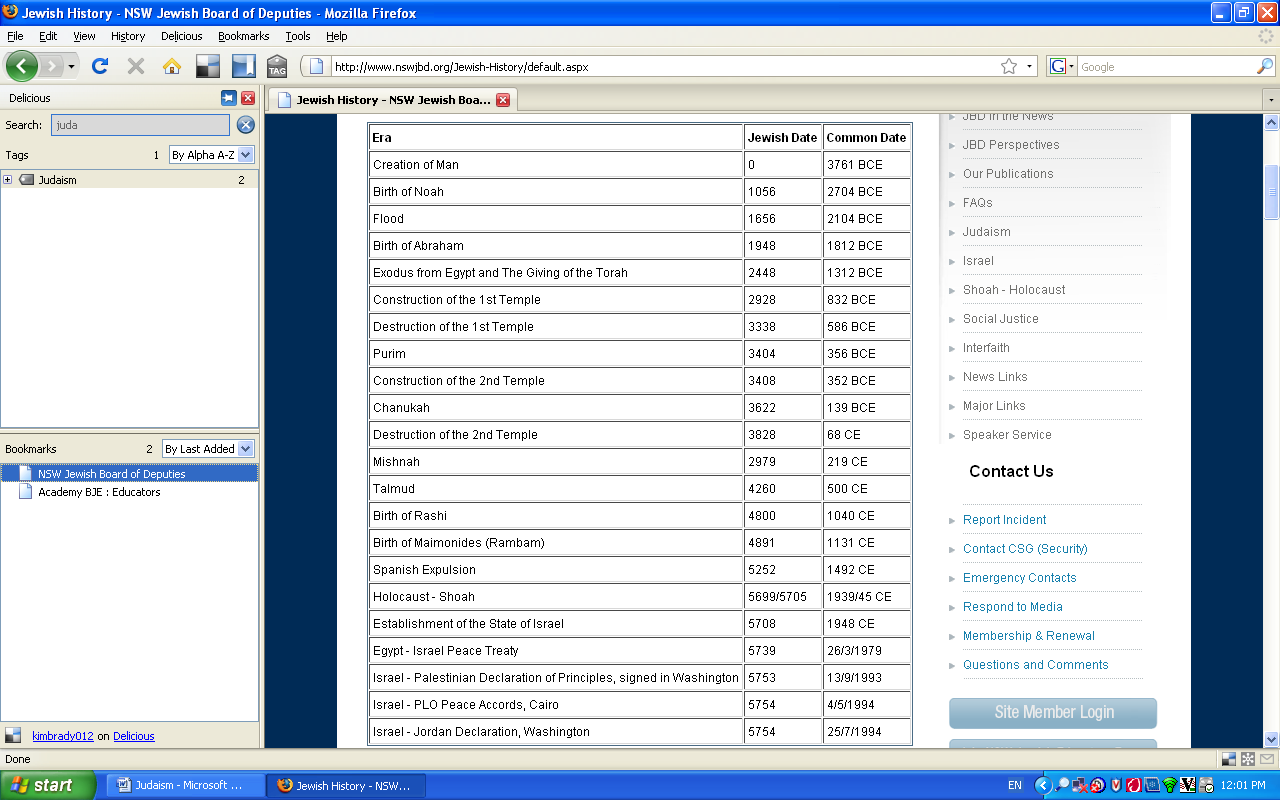 Jewish History - NSW Jewish Board of Deputies - Mozilla Firefox
File Edit View History Delicious Bookmarks Tools Help
TAG http://www.nswjbd.org/Jewish-History/default.aspx G Google
Delicious
Jewish History - NSW Jewish Boa...
Search: juda
Tags 1 By Alpha A-Z
Judaism 2
Bookmarks 2 By Last Added
NSW Jewish Board of Deputies
Academy BJE : Educators
kimbrady012 on Delicious
Era Jewish Date Common Date
Creation of Man 0 3761 BCE
Birth of Noah 1056 2704 BCE
Flood 1656 2104 BCE
Birth of Abraham 1948 1812 BCE
Exodus from Egypt and The Giving of the Torah 2448 1312 BCE
Construction of the 1st Temple 2928 832 BCE
Destruction of the 1st Temple 3338 586 BCE
Purim 3404 356 BCE
Construction of the 2nd Temple 3408 352 BCE
Chanukah 3622 139 BCE
Destruction of the 2nd Temple 3828 68 CE
Mishnah 2979 219 CE
Talmud 4260 500 CE
Birth of Rashi 4800 1040 CE
Birth of Maimonides (Rambam) 4891 1131 CE
Spanish Expulsion 5252 1492 CE
Holocaust - Shoah 5699/5705 1939/45 CE
Establishment of the State of Israel 5708 1948 CE
Egypt - Israel Peace Treaty 5739 26/3/1979
Israel - Palestinian Declaration of Principles, signed in Washington 5753 13/9/1993
Israel - PLO Peace Accords, Cairo 5754 4/5/1994
Israel - Jordan Declaration, Washington 5754 25/7/1994
JBD in the News
JBD Perspectives
Our Publications
FAQs
Judaism
Israel
Shoah - Holocaust
Social Justice
Interfaith
News Links
Major Links
Speaker Service
Contact Us
Report Incident
Contact CSG (Security)
Emergency Contacts
Respond to Media
Membership & Renewal
Questions and Comments
Site Member Login
Done
start Judaism - Microsoft ... Jewish History - NSW... EN 12:01 PM